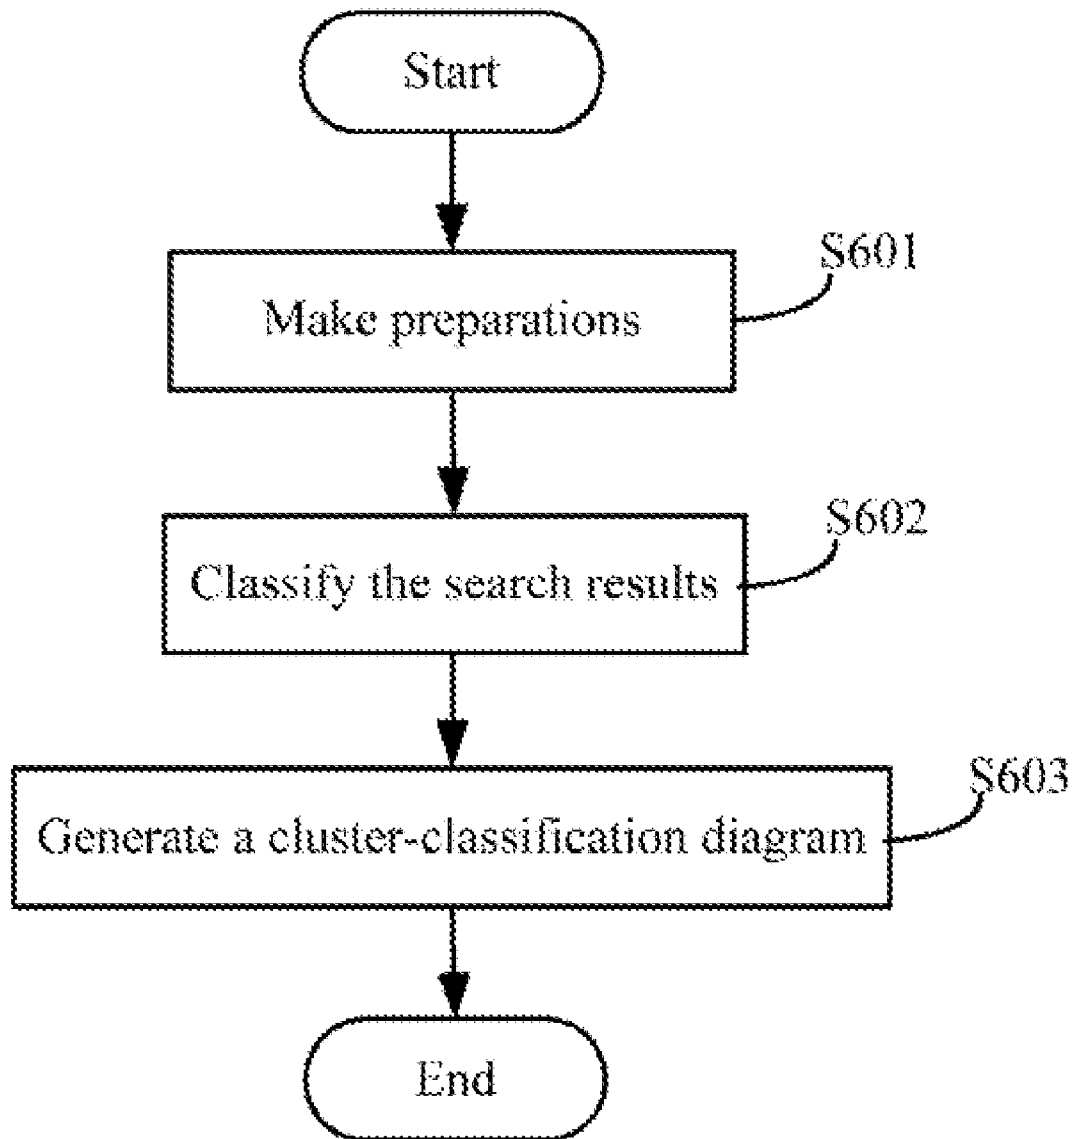 Start
S601
Make preparations
S602
Classify the search results
S603
Generate a cluster-classification diagram
End